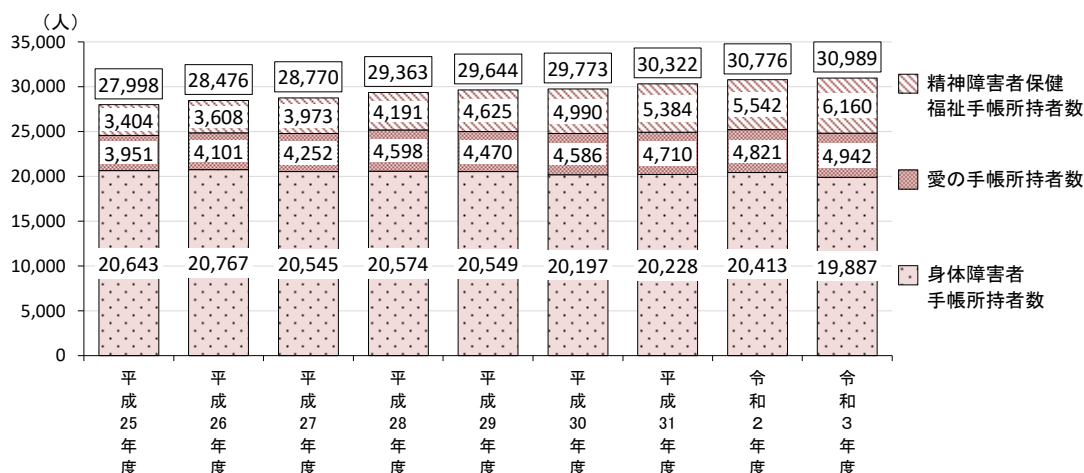 （人）
35,000
30,000
25,000
20,000
15,000
10,000
5,000
0
27,998 28,476 28,770 29,363 29,644 29,773 30,322 30,776 30,989
3,404 3,608 3,973 4,191 4,625 4,990 5,384 5,542 6,160
3,951 4,101 4,252 4,598 4,470 4,586 4,710 4,821 4,942
20,643 20,767 20,545 20,574 20,549 20,197 20,228 20,413 19,887
平成25年度
平成26年度
平成27年度
平成28年度
平成29年度
平成30年度
平成31年度
令和２年度
令和３年度
精神障害者保健
福祉手帳所持者数
愛の手帳所持者数
身体障害者
手帳所持者数